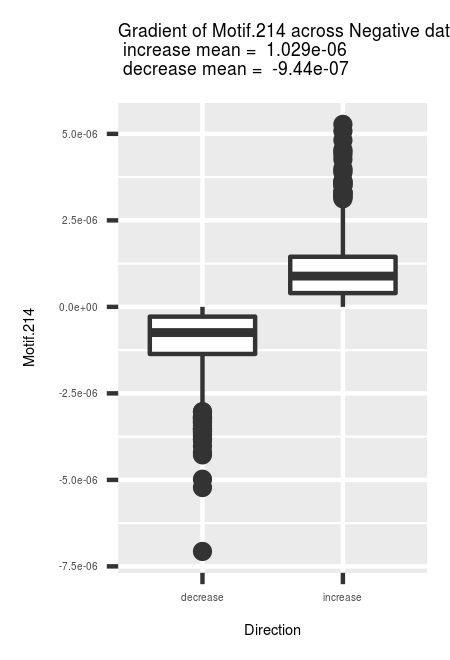 Gradient of Motif.214 across Negative dat
increase mean =  1.029e-06
decrease mean =  -9.44e-07
5.0e-06
2.5e-06
0.0e+00
-2.5e-06
-5.0e-06
-7.5e-06
Motif.214
decrease
increase
Direction